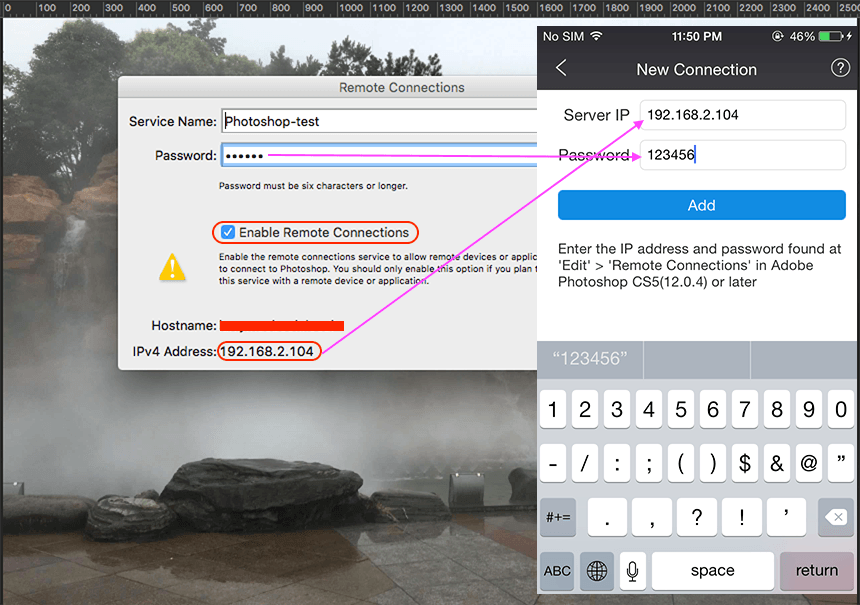 0 100 200 300 400 500 600 700 800 900 1000 1100 1200 1300 1400 1500 1600 1700 1800 1900 2000 2100 2200 2300 2400 2500
Remote Connections
Service Name: Photoshop-test
Password: ••••••
Password must be six characters or longer.
Enable Remote Connections
Enable the remote connections service to allow remote devices or applic
to connect to Photoshop. You should only enable this option if you plan t
this service with a remote device or application.
Hostname:
IPv4 Address: 192.168.2.104
No SIM 11:50 PM 46%
New Connection ?
Server IP 192.168.2.104
Password 123456
Add
Enter the IP address and password found at
'Edit' > 'Remote Connections' in Adobe
Photoshop CS5(12.0.4) or later
“123456”
1 2 3 4 5 6 7 8 9 0
- / : ; ( ) $ & @ ”
#+= . , ? ! ’
ABC space return